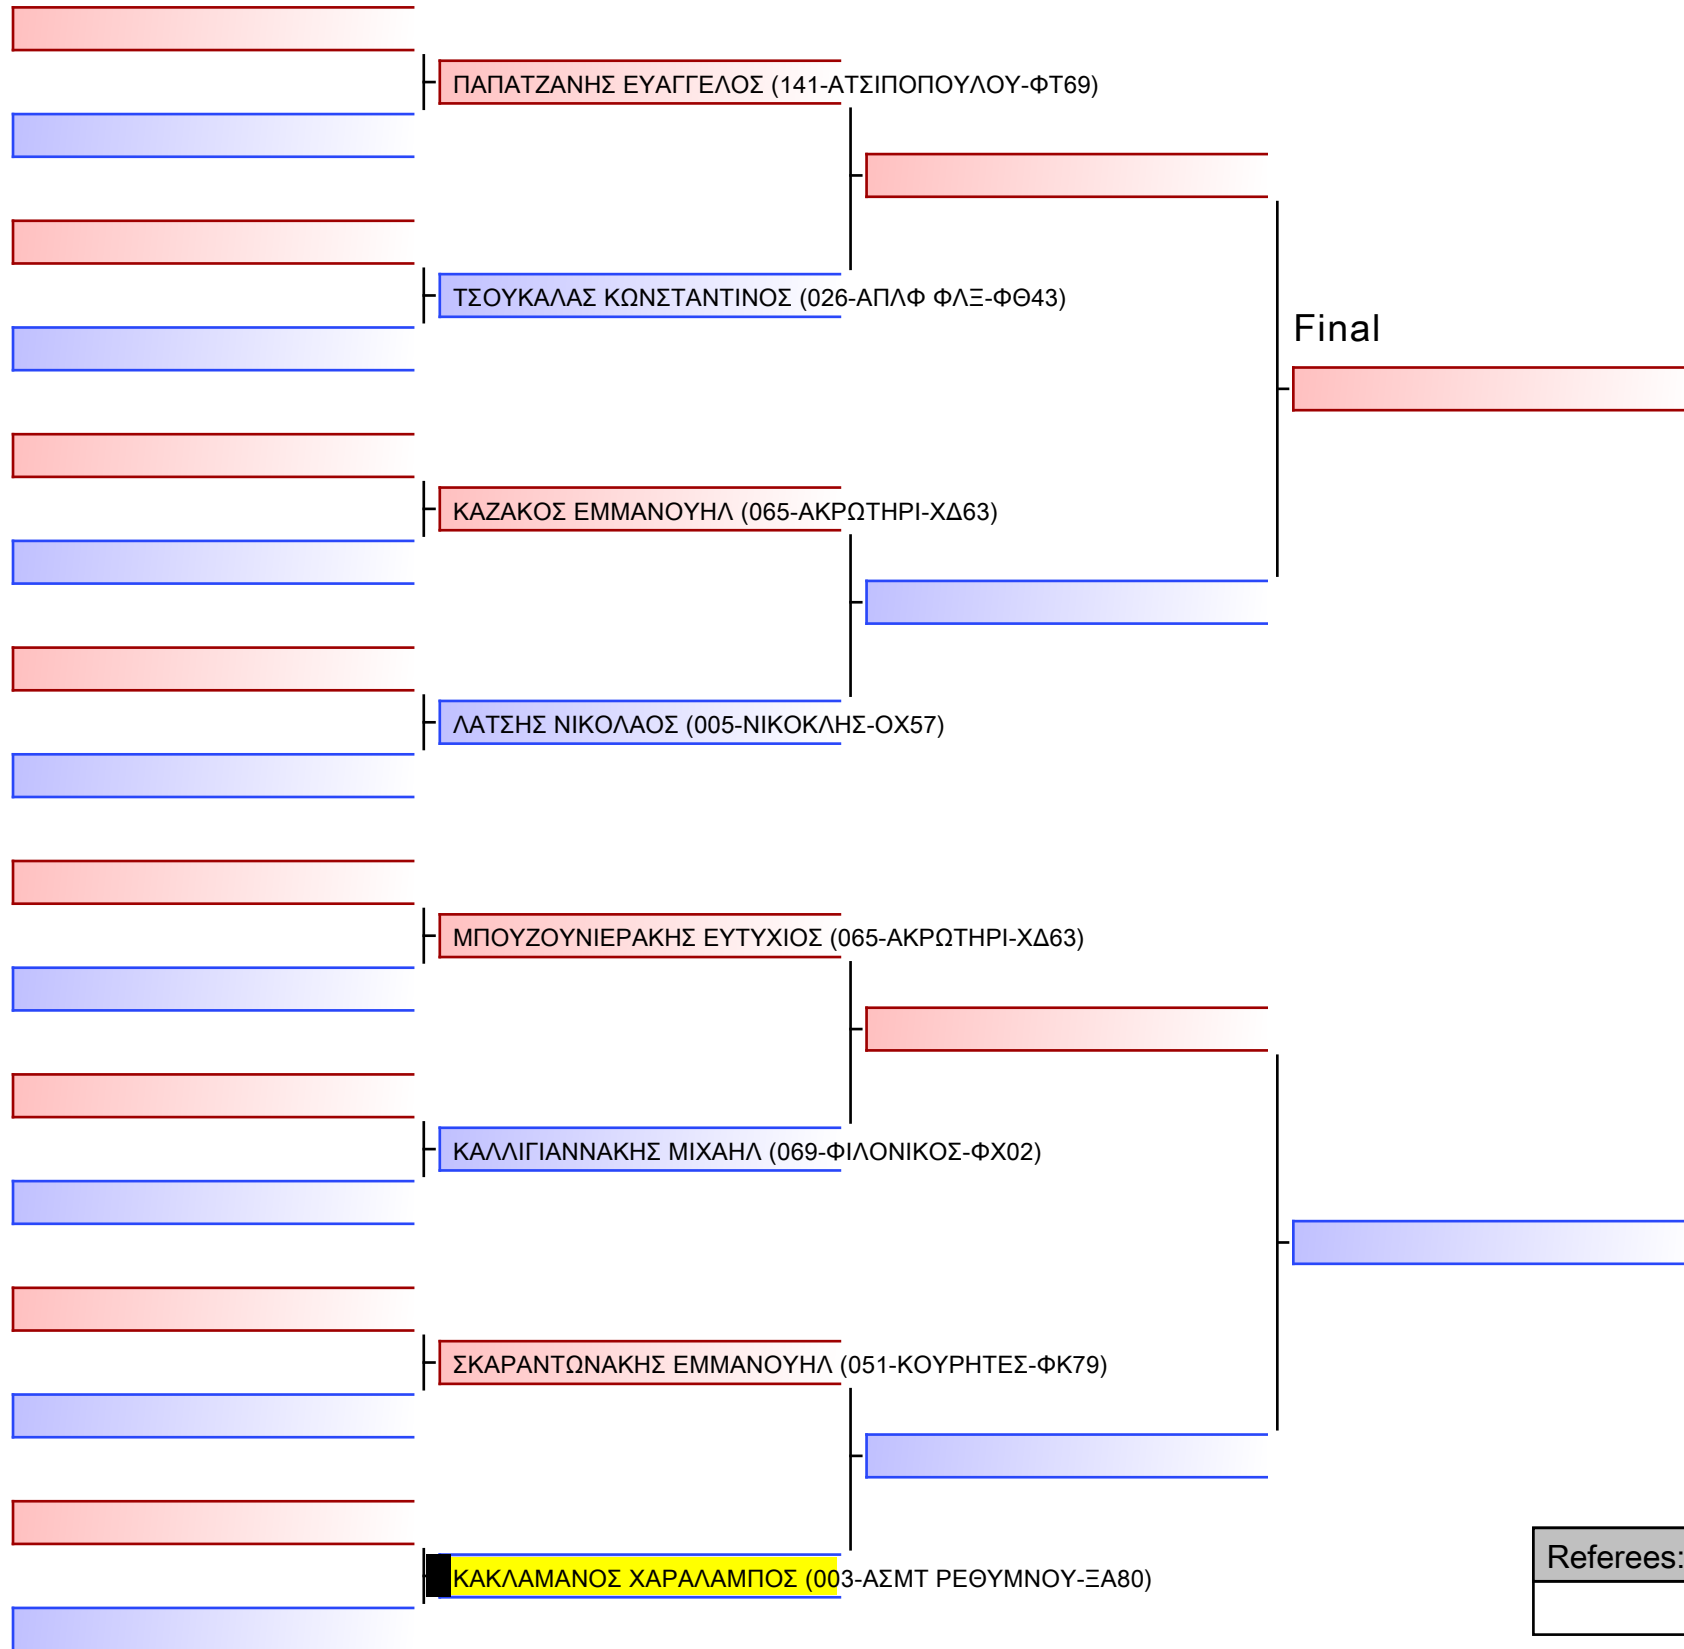 ΠΑΠΑΤΖΑΝΗΣ ΕΥΑΓΓΕΛΟΣ (141-ΑΤΣΙΠΟΠΟΥΛΟΥ-ΦΤ69)
ΤΣΟΥΚΑΛΑΣ ΚΩΝΣΤΑΝΤΙΝΟΣ (026-ΑΠΛΦ ΦΛΞ-ΦΘ43)
Final
ΚΑΖΑΚΟΣ ΕΜΜΑΝΟΥΗΛ (065-ΑΚΡΩΤΗΡΙ-ΧΔ63)
ΛΑΤΣΗΣ ΝΙΚΟΛΑΟΣ (005-ΝΙΚΟΚΛΗΣ-ΟΧ57)
ΜΠΟΥΖΟΥΝΙΕΡΑΚΗΣ ΕΥΤΥΧΙΟΣ (065-ΑΚΡΩΤΗΡΙ-ΧΔ63)
ΚΑΛΛΙΓΙΑΝΝΑΚΗΣ ΜΙΧΑΗΛ (069-ΦΙΛΟΝΙΚΟΣ-ΦΧ02)
ΣΚΑΡΑΝΤΩΝΑΚΗΣ ΕΜΜΑΝΟΥΗΛ (051-ΚΟΥΡΗΤΕΣ-ΦΚ79)
ΚΑΚΛΑΜΑΝΟΣ ΧΑΡΑΛΑΜΠΟΣ (003-ΑΣΜΤ ΡΕΘΥΜΝΟΥ-ΞΑ80)
Referees: